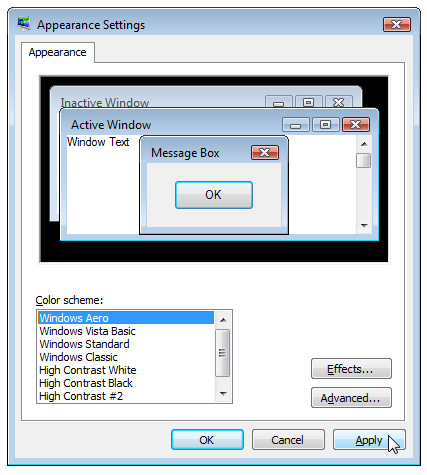 Appearance Settings
Appearance
Inactive Window
Active Window
Window Text
Message Box
OK
Color scheme:
Windows Aero
Windows Vista Basic
Windows Standard
Windows Classic
High Contrast White
High Contrast Black
High Contrast #2
Effects...
Advanced...
OK
Cancel
Apply